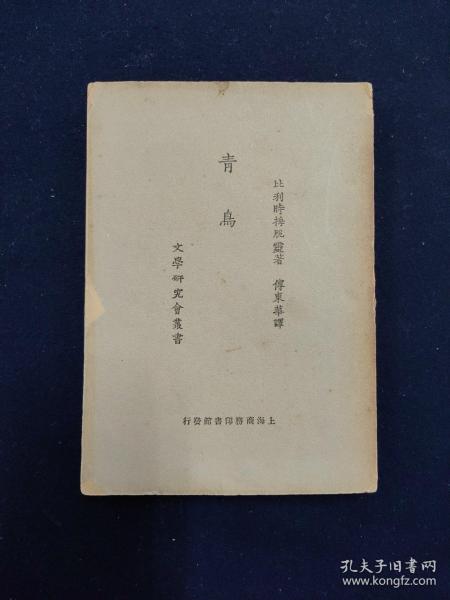 比利時梅脫靈著 傅東華譯
青鳥
文學研究會叢書
行發館書印務商海上
孔夫子旧书网
www.kongfz.com